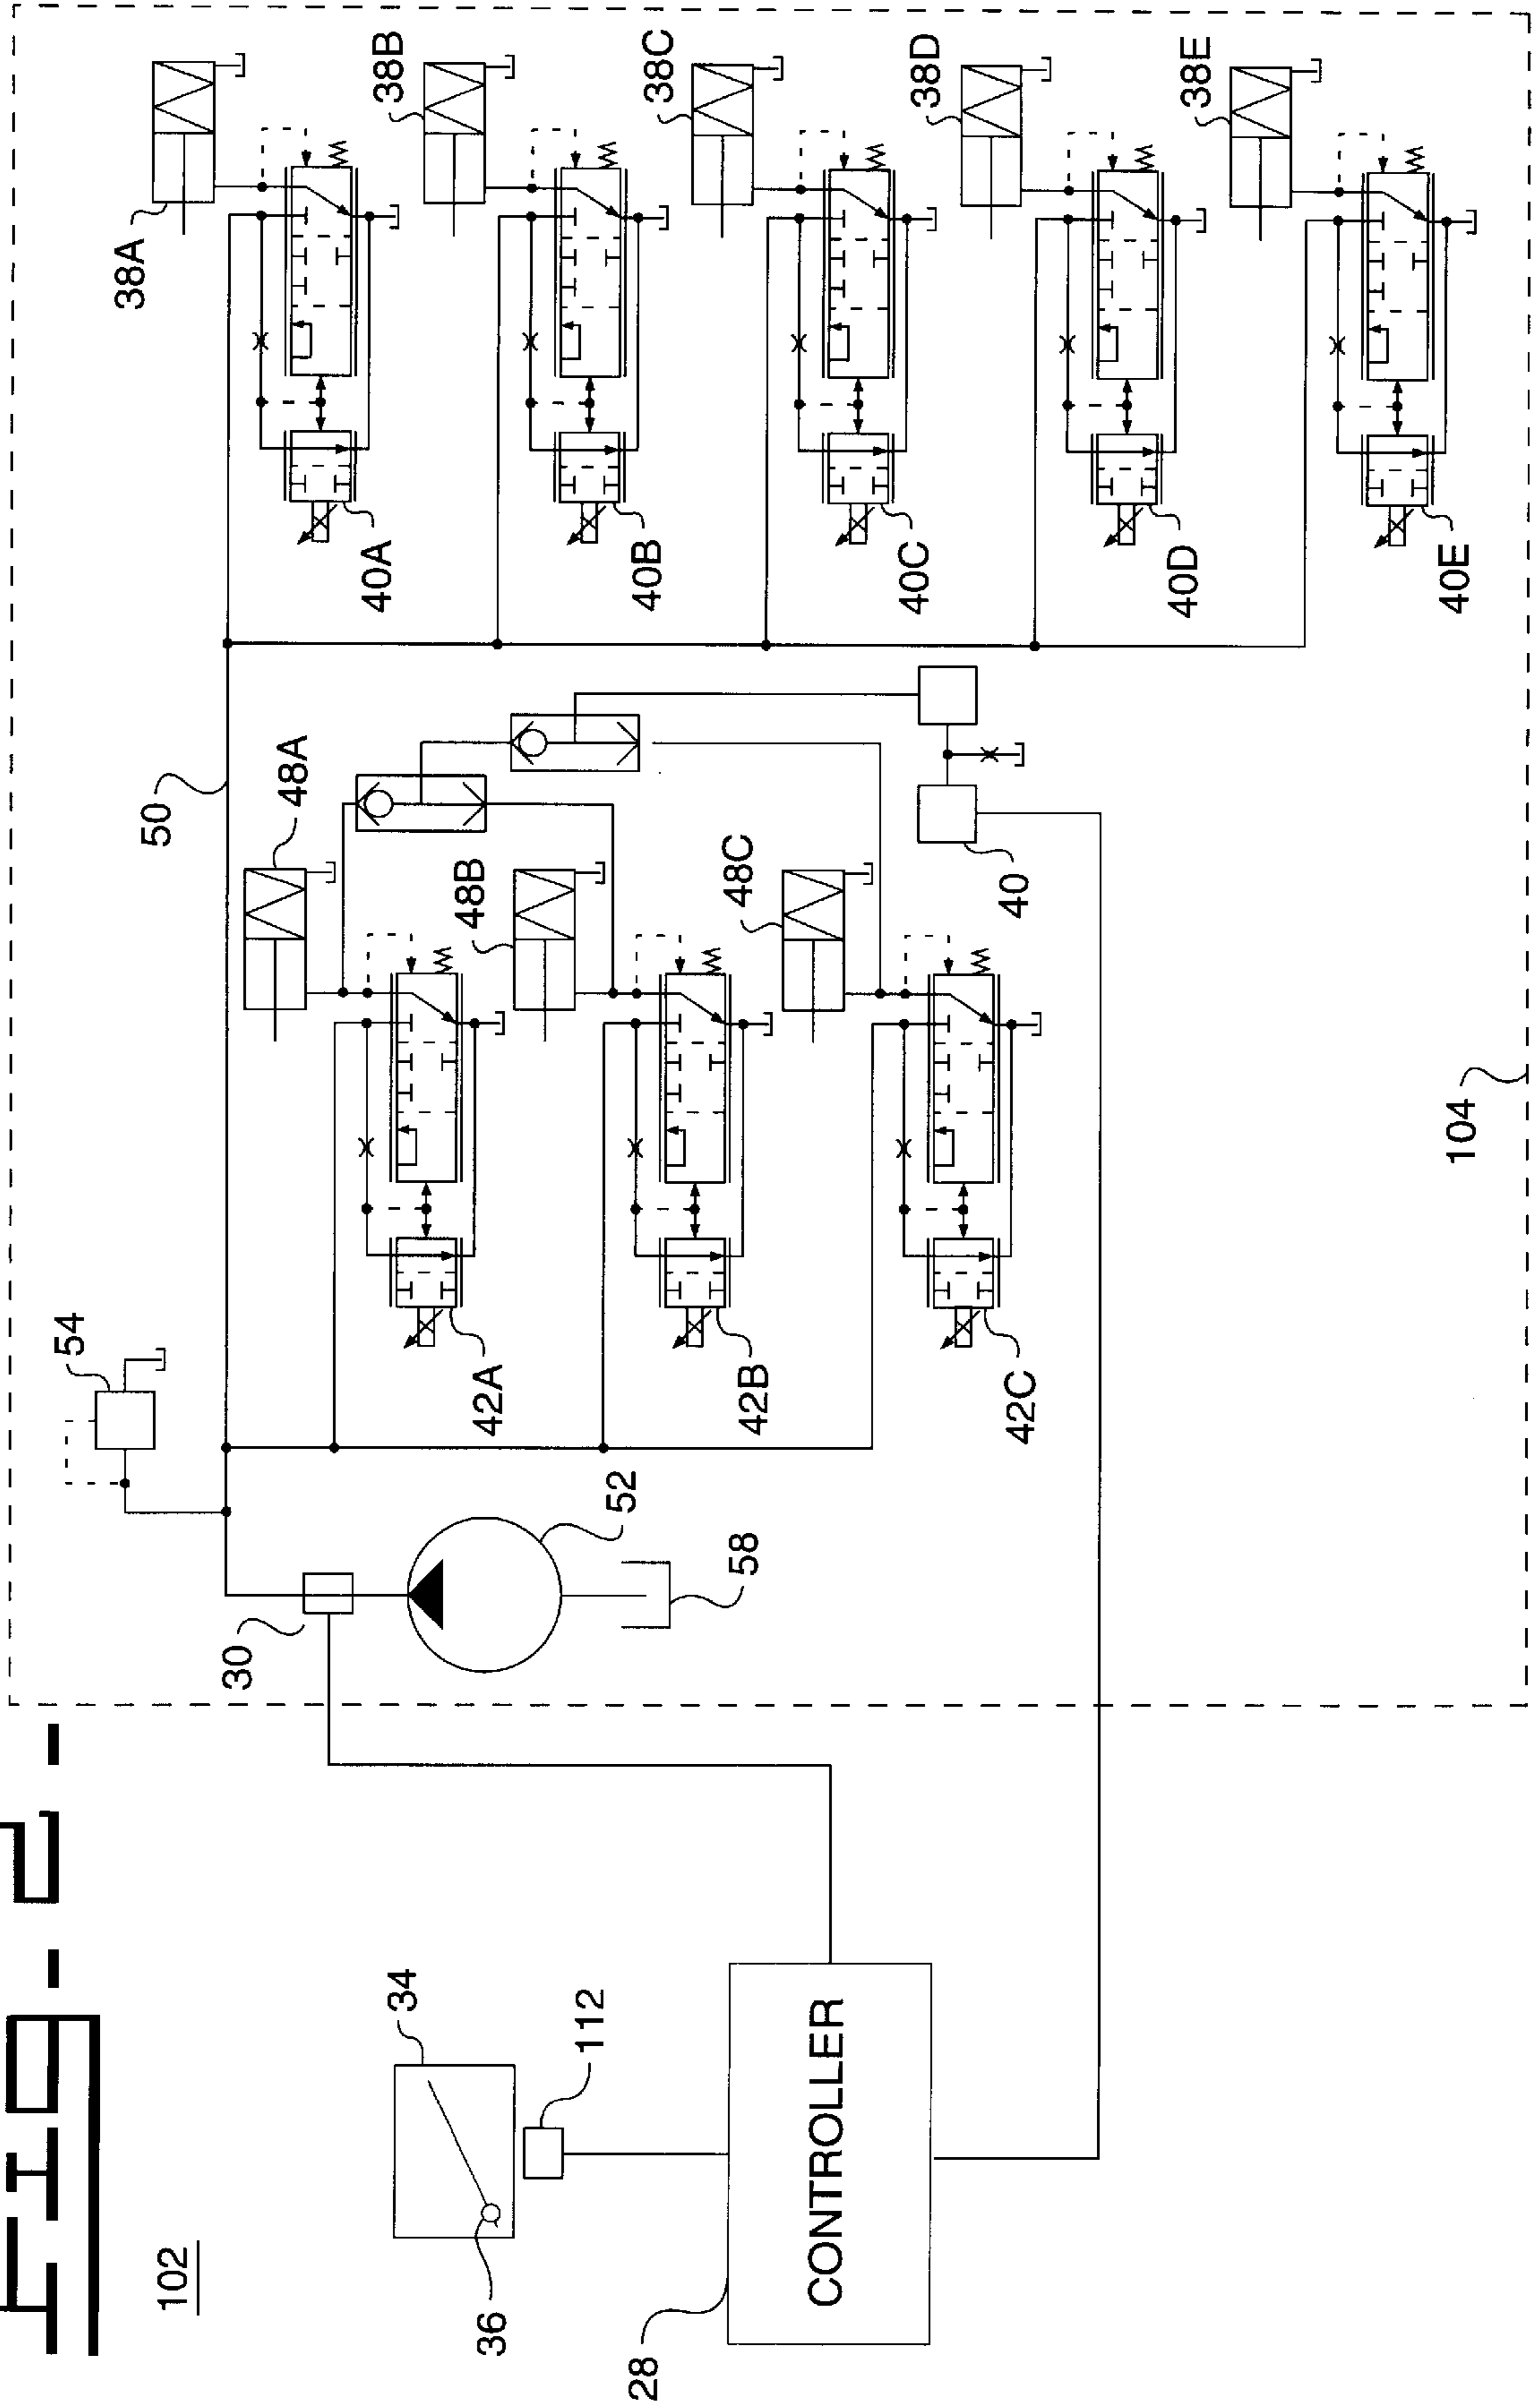 FIG. 2.
102
36
34
112
28
CONTROLLER
30
52
58
54
42A
42B
42C
50
48A
48B
48C
40
40A
40B
40C
40D
40E
38A
38B
38C
38D
38E
104